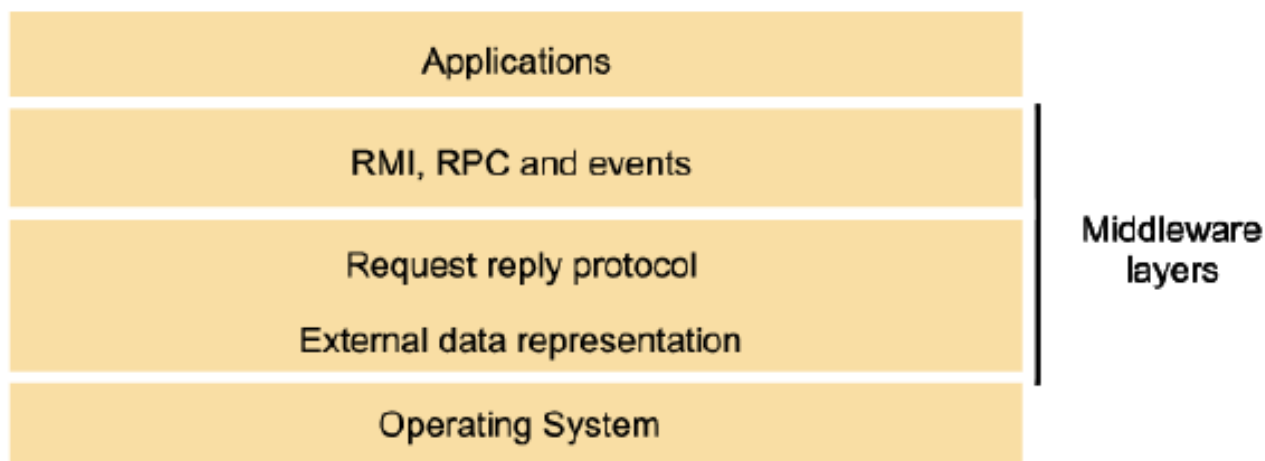 Applications
RMI, RPC and events
Request reply protocol
External data representation
Operating System
Middleware
layers